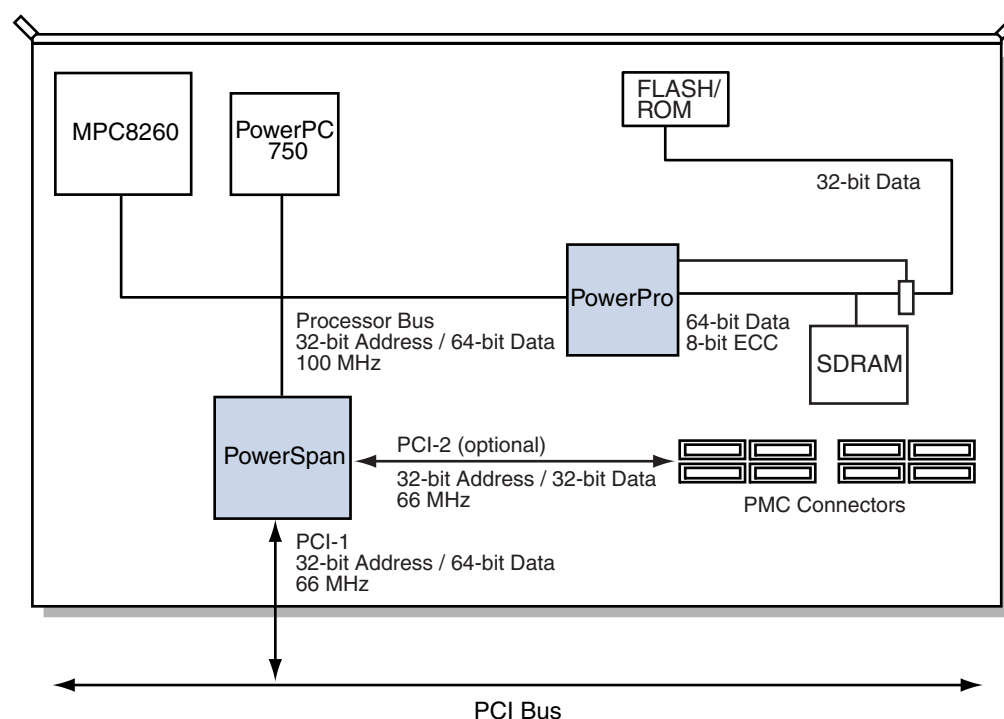 MPC8260
PowerPC
750
FLASH/
ROM
32-bit Data
PowerPro
Processor Bus
32-bit Address / 64-bit Data
100 MHz
64-bit Data
8-bit ECC
SDRAM
PowerSpan
PCI-2 (optional)
32-bit Address / 32-bit Data
66 MHz
PMC Connectors
PCI-1
32-bit Address / 64-bit Data
66 MHz
PCI Bus